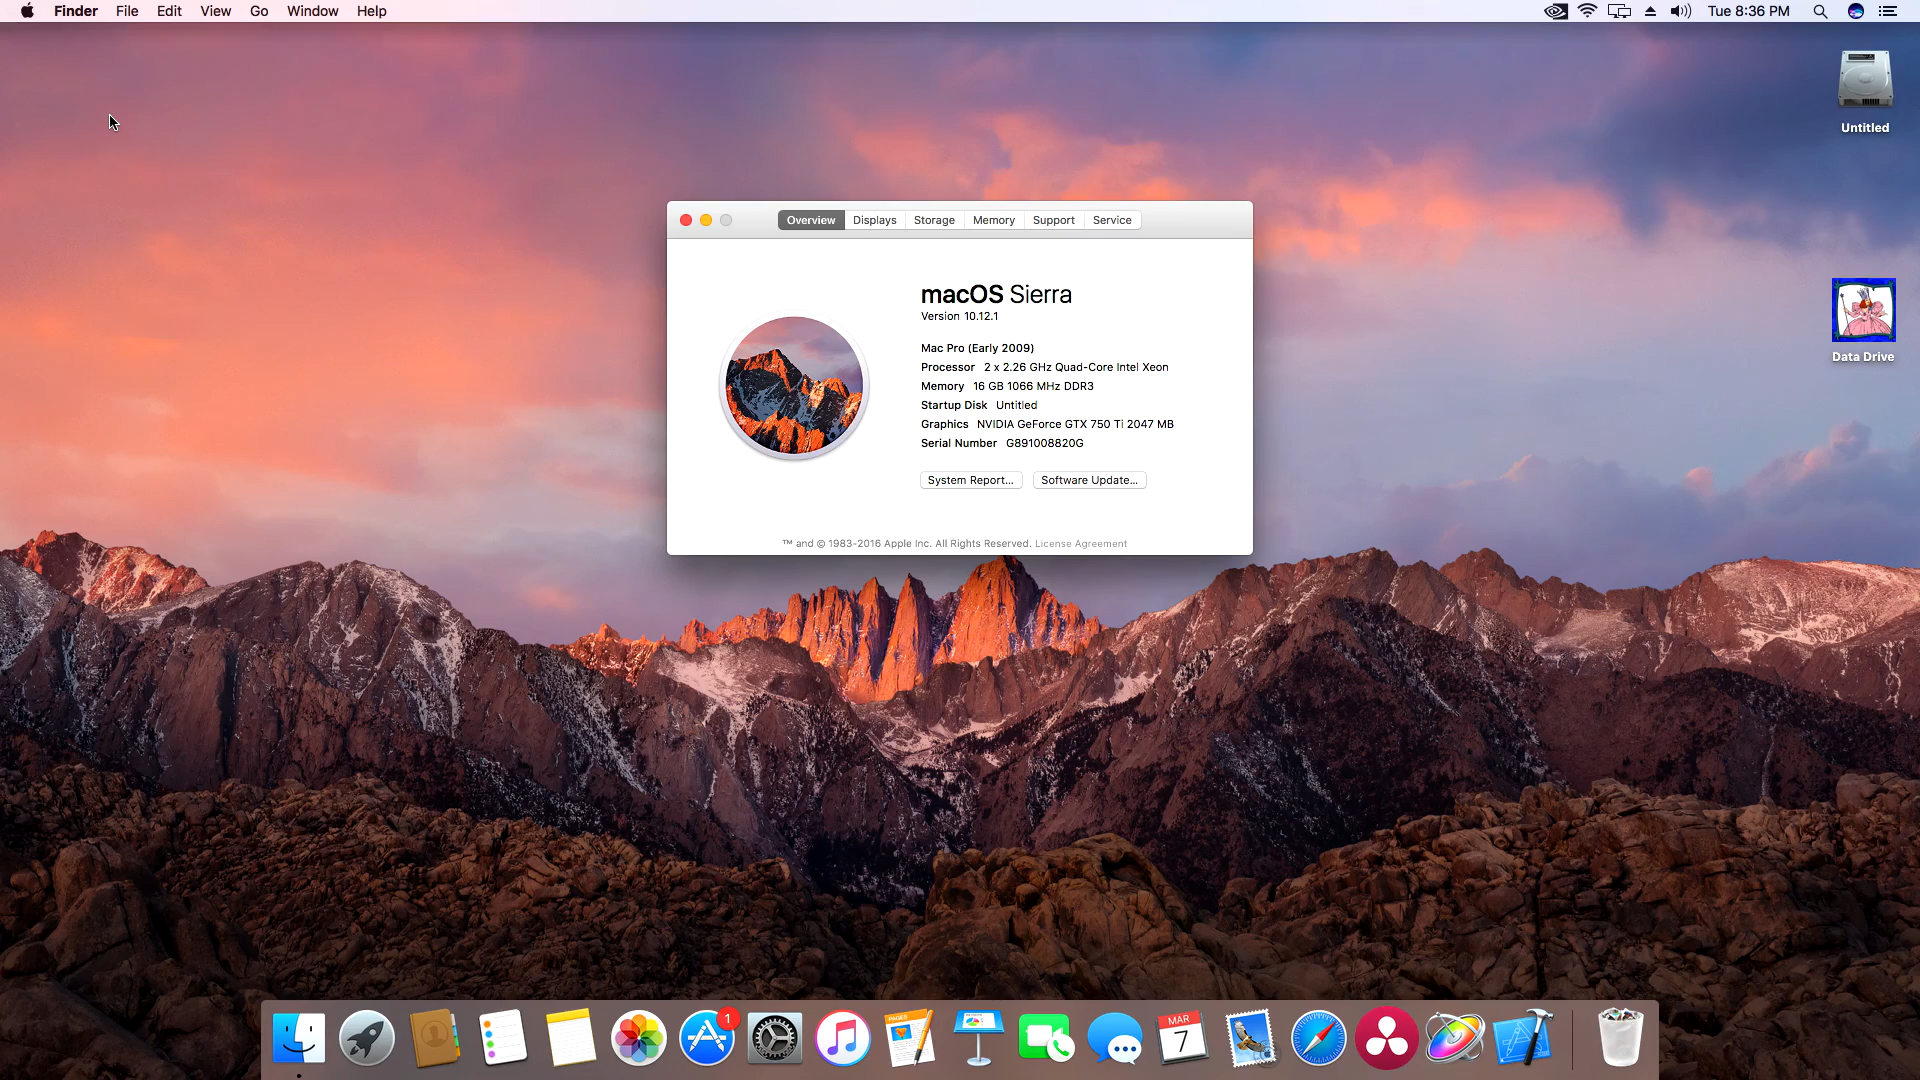 Finder File Edit View Go Window Help
Tue 8:36 PM
Untitled
Overview Displays Storage Memory Support Service
macOS Sierra
Version 10.12.1
Mac Pro (Early 2009)
Processor 2 x 2.26 GHz Quad-Core Intel Xeon
Memory 16 GB 1066 MHz DDR3
Startup Disk Untitled
Graphics NVIDIA GeForce GTX 750 Ti 2047 MB
Serial Number G891008820G
System Report... Software Update...
™ and © 1983-2016 Apple Inc. All Rights Reserved. License Agreement
Data Drive
1
PAGES
MAR
7